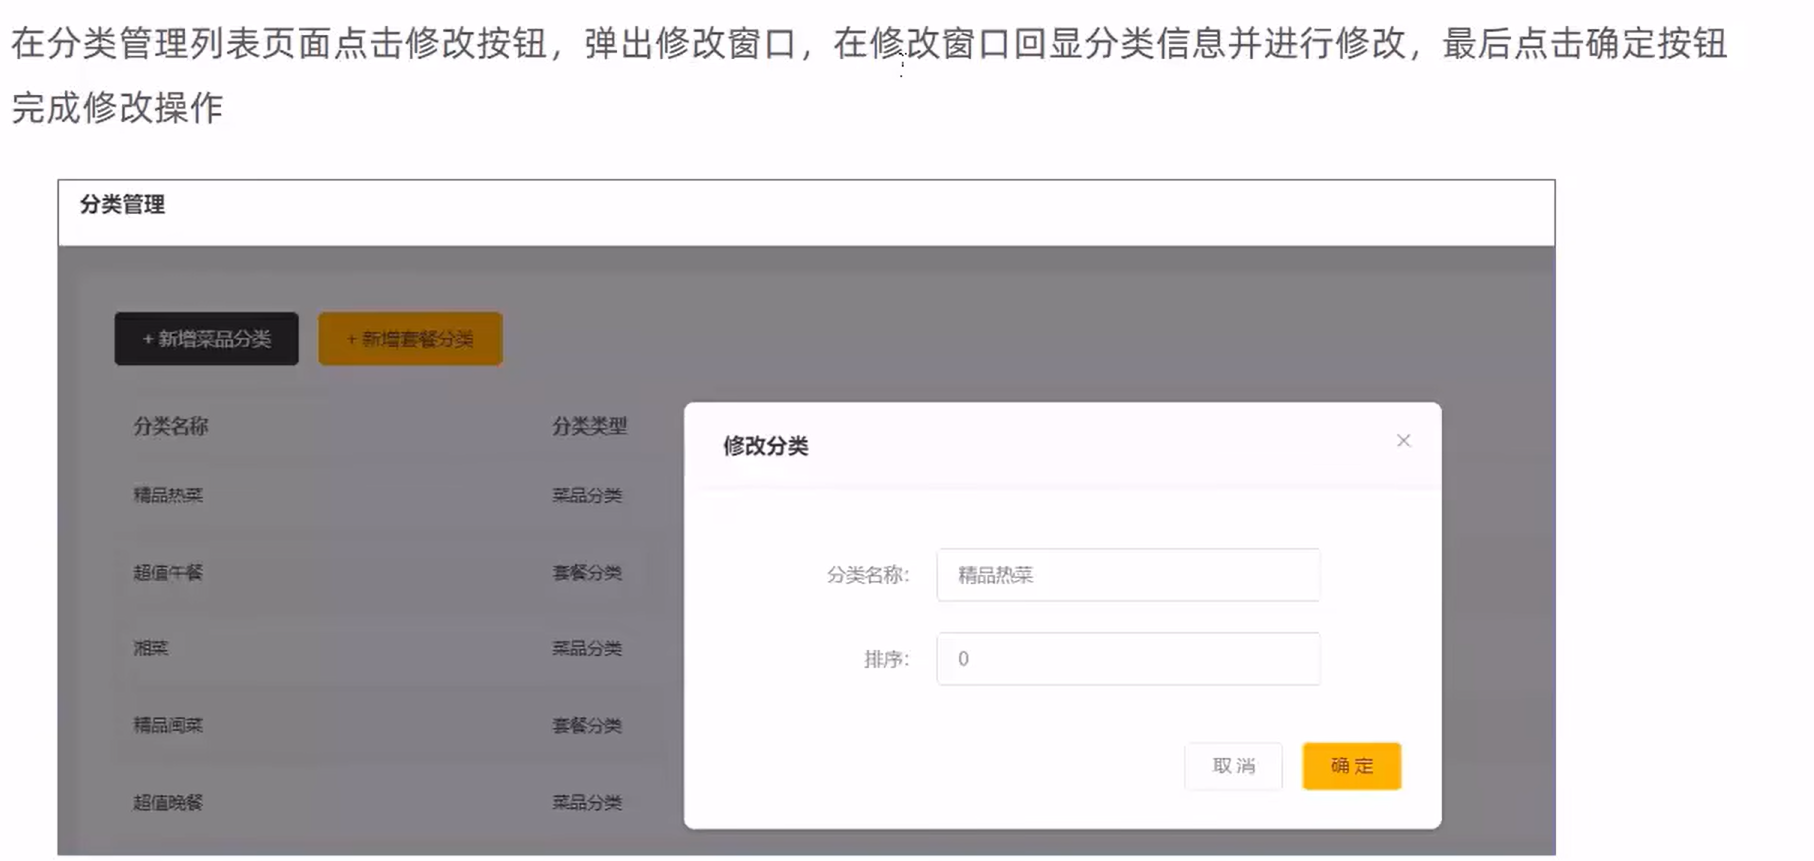 在分类管理列表页面点击修改按钮，弹出修改窗口，在修改窗口回显分类信息并进行修改，最后点击确定按钮
完成修改操作
分类管理
+ 新增菜品分类
+ 新增套餐分类
分类名称 分类类型
精品热菜 菜品分类
超值午餐 套餐分类
湘菜 菜品分类
精品闽菜 套餐分类
超值晚餐 菜品分类
修改分类
×
分类名称: 精品热菜
排序: 0
取消 确定